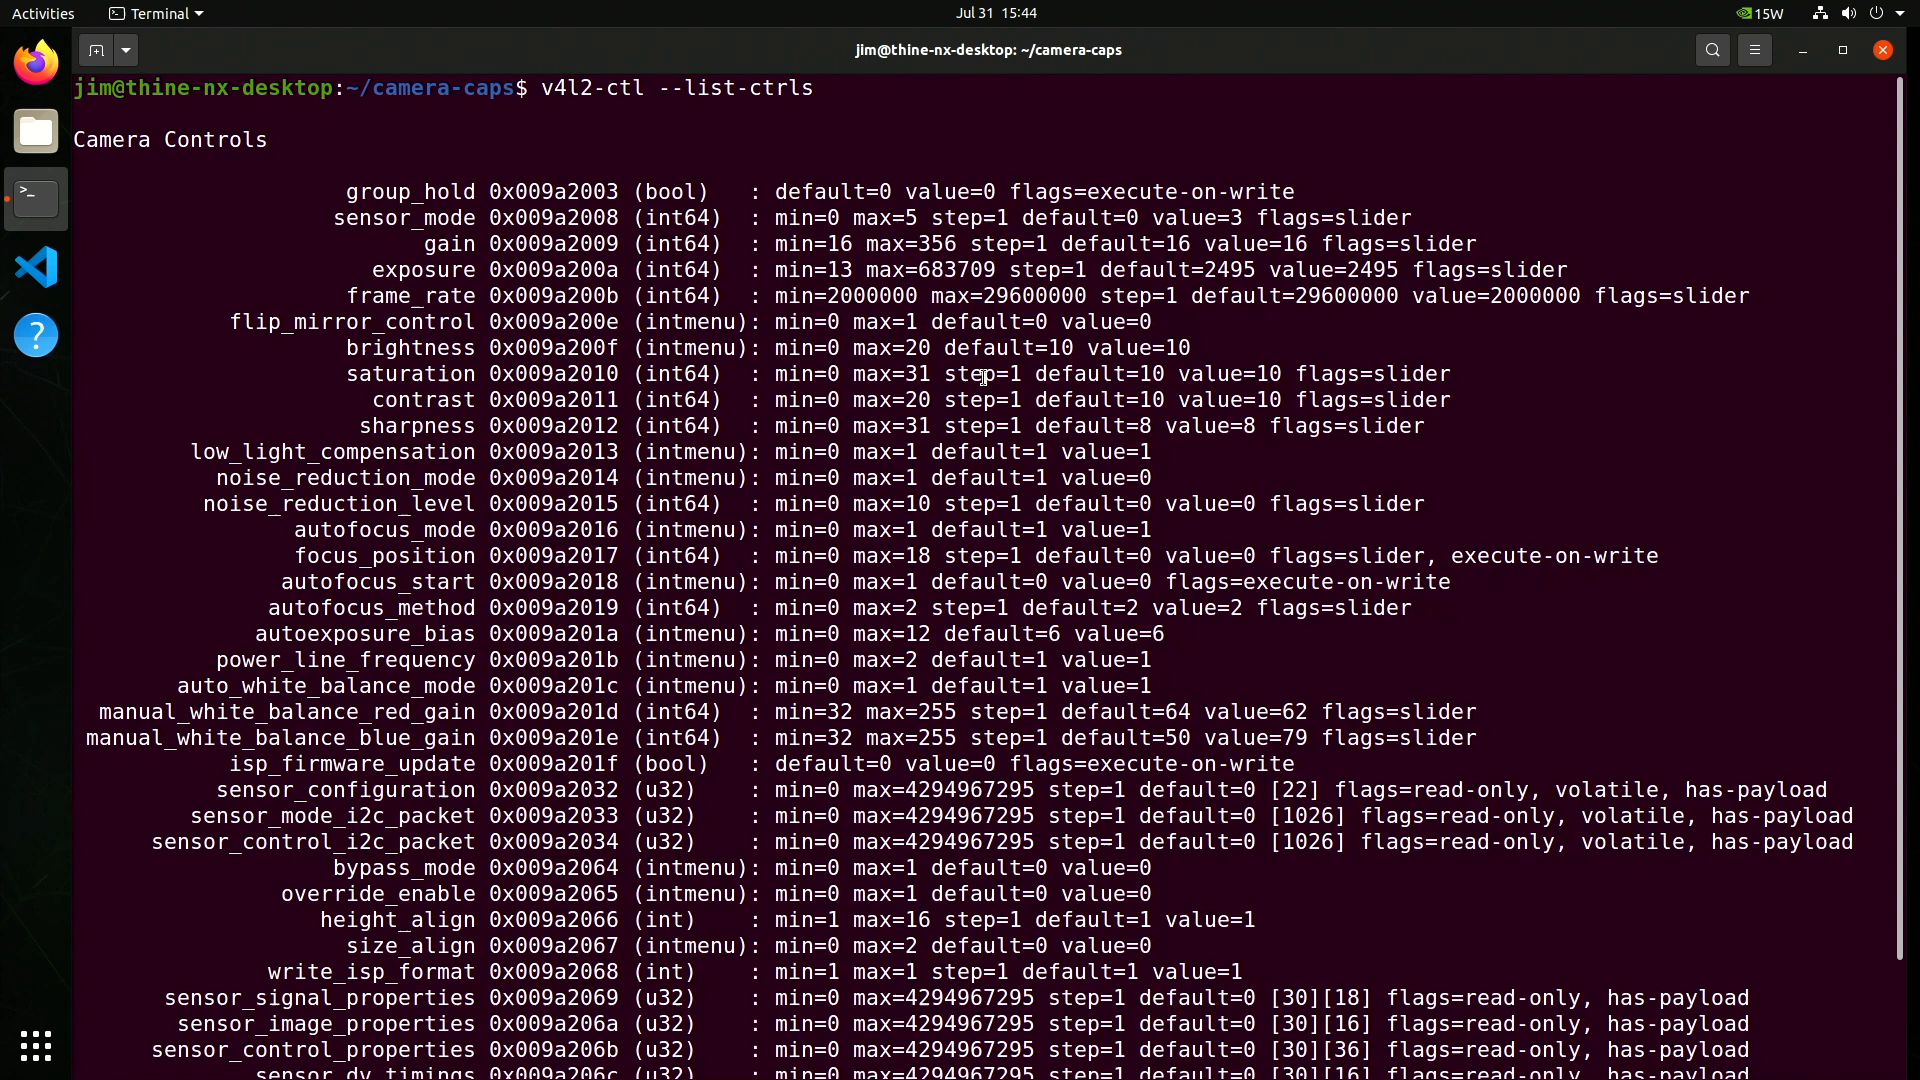 Activities
Terminal
Jul 31 15:44
15W
jim@thine-nx-desktop: ~/camera-caps
jim@thine-nx-desktop:~/camera-caps$ v4l2-ctl --list-ctrls
Camera Controls
group_hold 0x009a2003 (bool) : default=0 value=0 flags=execute-on-write
sensor_mode 0x009a2008 (int64) : min=0 max=5 step=1 default=0 value=3 flags=slider
gain 0x009a2009 (int64) : min=16 max=356 step=1 default=16 value=16 flags=slider
exposure 0x009a200a (int64) : min=13 max=683709 step=1 default=2495 value=2495 flags=slider
frame_rate 0x009a200b (int64) : min=2000000 max=29600000 step=1 default=29600000 value=2000000 flags=slider
flip_mirror_control 0x009a200e (intmenu): min=0 max=1 default=0 value=0
brightness 0x009a200f (intmenu): min=0 max=20 default=10 value=10
saturation 0x009a2010 (int64) : min=0 max=31 step=1 default=10 value=10 flags=slider
contrast 0x009a2011 (int64) : min=0 max=20 step=1 default=10 value=10 flags=slider
sharpness 0x009a2012 (int64) : min=0 max=31 step=1 default=8 value=8 flags=slider
low_light_compensation 0x009a2013 (intmenu): min=0 max=1 default=1 value=1
noise_reduction_mode 0x009a2014 (intmenu): min=0 max=1 default=1 value=0
noise_reduction_level 0x009a2015 (int64) : min=0 max=10 step=1 default=0 value=0 flags=slider
autofocus_mode 0x009a2016 (intmenu): min=0 max=1 default=1 value=1
focus_position 0x009a2017 (int64) : min=0 max=18 step=1 default=0 value=0 flags=slider, execute-on-write
autofocus_start 0x009a2018 (intmenu): min=0 max=1 default=0 value=0 flags=execute-on-write
autofocus_method 0x009a2019 (int64) : min=0 max=2 step=1 default=2 value=2 flags=slider
autoexposure_bias 0x009a201a (intmenu): min=0 max=12 default=6 value=6
power_line_frequency 0x009a201b (intmenu): min=0 max=2 default=1 value=1
auto_white_balance_mode 0x009a201c (intmenu): min=0 max=1 default=1 value=1
manual_white_balance_red_gain 0x009a201d (int64) : min=32 max=255 step=1 default=64 value=62 flags=slider
manual_white_balance_blue_gain 0x009a201e (int64) : min=32 max=255 step=1 default=50 value=79 flags=slider
isp_firmware_update 0x009a201f (bool) : default=0 value=0 flags=execute-on-write
sensor_configuration 0x009a2032 (u32) : min=0 max=4294967295 step=1 default=0 [22] flags=read-only, volatile, has-payload
sensor_mode_i2c_packet 0x009a2033 (u32) : min=0 max=4294967295 step=1 default=0 [1026] flags=read-only, volatile, has-payload
sensor_control_i2c_packet 0x009a2034 (u32) : min=0 max=4294967295 step=1 default=0 [1026] flags=read-only, volatile, has-payload
bypass_mode 0x009a2064 (intmenu): min=0 max=1 default=0 value=0
override_enable 0x009a2065 (intmenu): min=0 max=1 default=0 value=0
height_align 0x009a2066 (int) : min=1 max=16 step=1 default=1 value=1
size_align 0x009a2067 (intmenu): min=0 max=2 default=0 value=0
write_isp_format 0x009a2068 (int) : min=1 max=1 step=1 default=1 value=1
sensor_signal_properties 0x009a2069 (u32) : min=0 max=4294967295 step=1 default=0 [30][18] flags=read-only, has-payload
sensor_image_properties 0x009a206a (u32) : min=0 max=4294967295 step=1 default=0 [30][16] flags=read-only, has-payload
sensor_control_properties 0x009a206b (u32) : min=0 max=4294967295 step=1 default=0 [30][36] flags=read-only, has-payload
sensor_dv_timings 0x009a206c (u32) : min=0 max=4294967295 step=1 default=0 [30][16] flags=read-only, has-payload